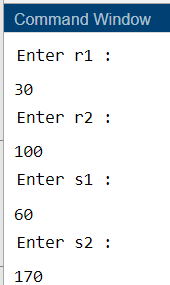 Command Window
Enter r1 :
30
Enter r2 :
100
Enter s1 :
60
Enter s2 :
170